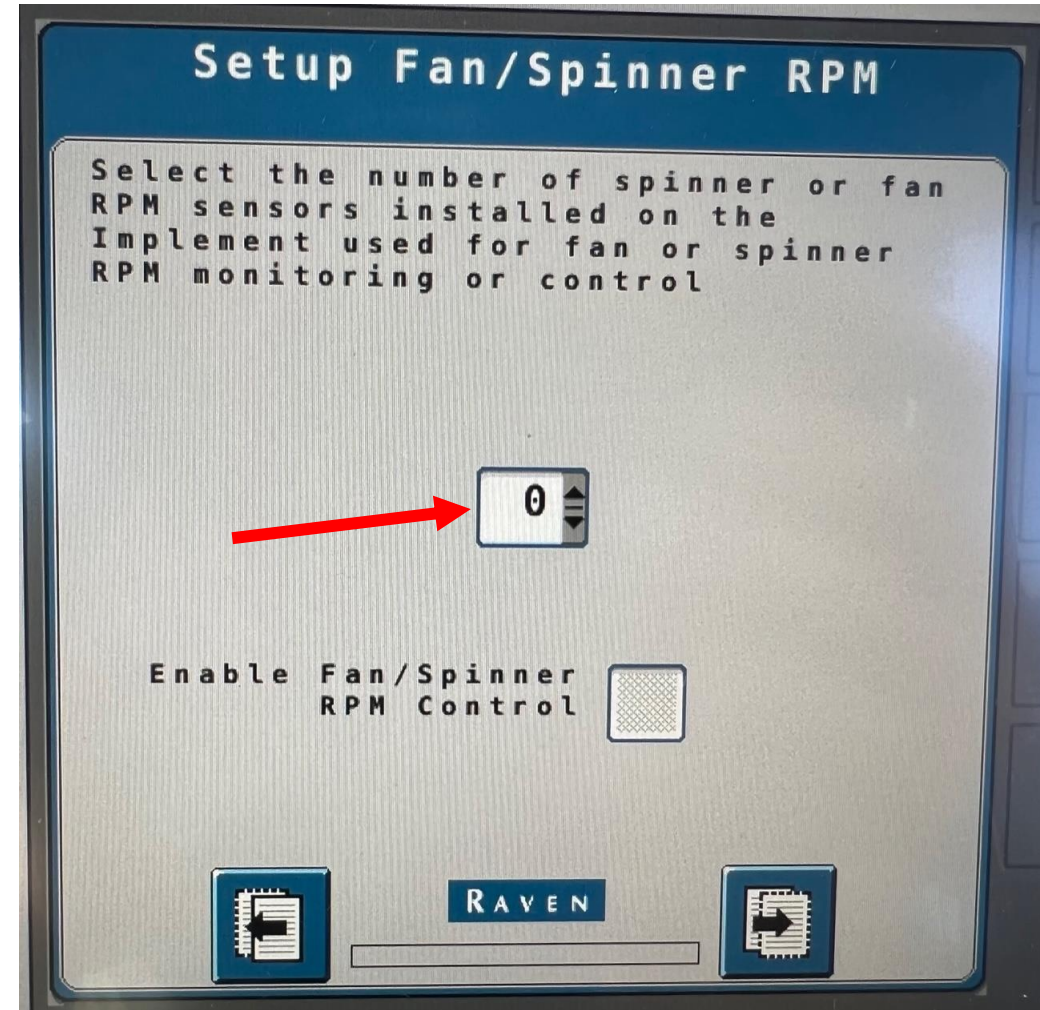 Setup Fan/Spinner RPM
Select the number of spinner or fan
RPM sensors installed on the
Implement used for fan or spinner
RPM monitoring or control
0
Enable Fan/Spinner
RPM Control
RAVEN